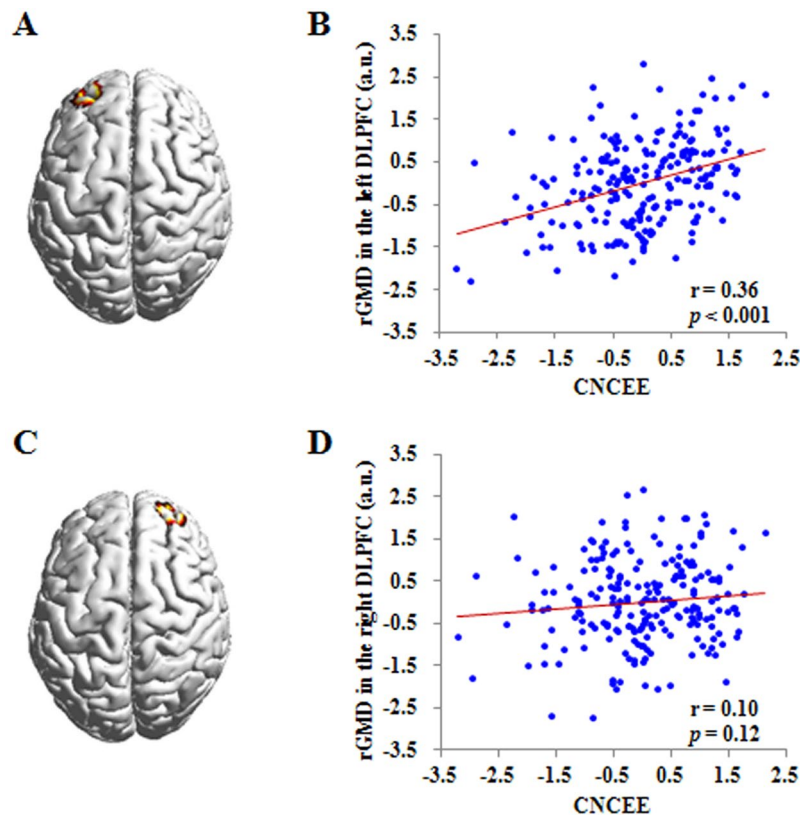 A
B
rGMD in the left DLPFC (a.u.)
3.5
2.5
1.5
0.5
-0.5
-1.5
-2.5
-3.5
r = 0.36
p < 0.001
-3.5 -2.5 -1.5 -0.5 0.5 1.5 2.5
CNCEE
C
D
rGMD in the right DLPFC (a.u.)
3.5
2.5
1.5
0.5
-0.5
-1.5
-2.5
-3.5
r = 0.10
p = 0.12
-3.5 -2.5 -1.5 -0.5 0.5 1.5 2.5
CNCEE